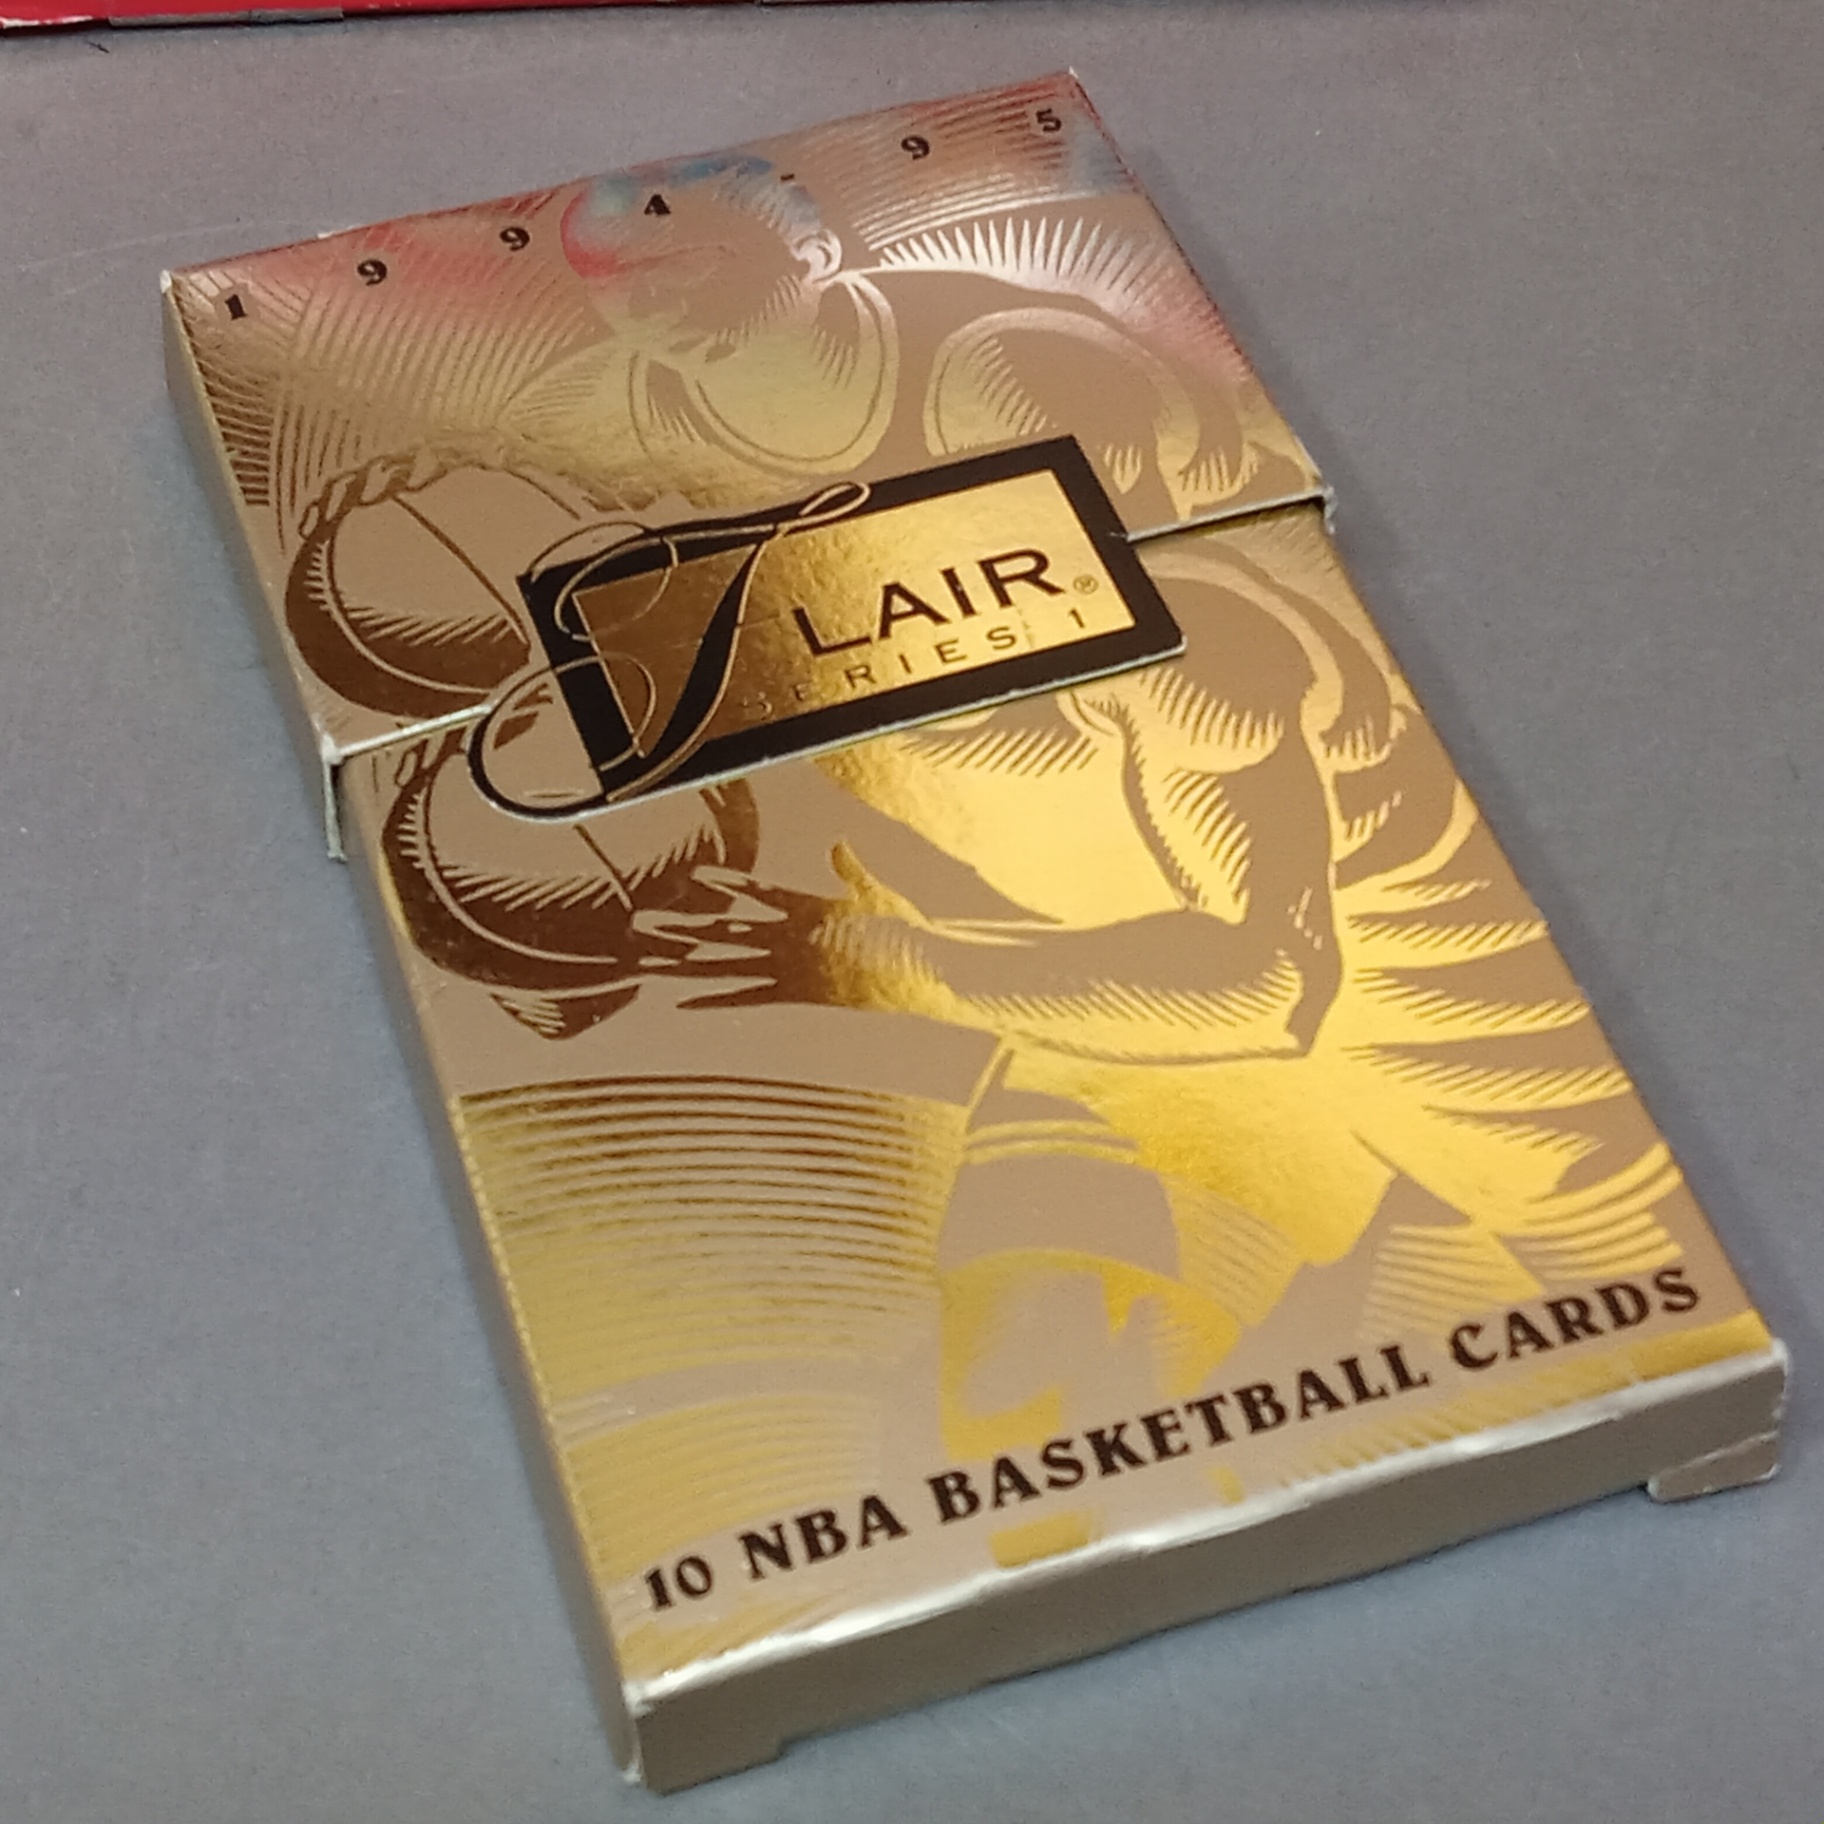 1994-95
FLAIR®
SERIES 1
10 NBA BASKETBALL CARDS